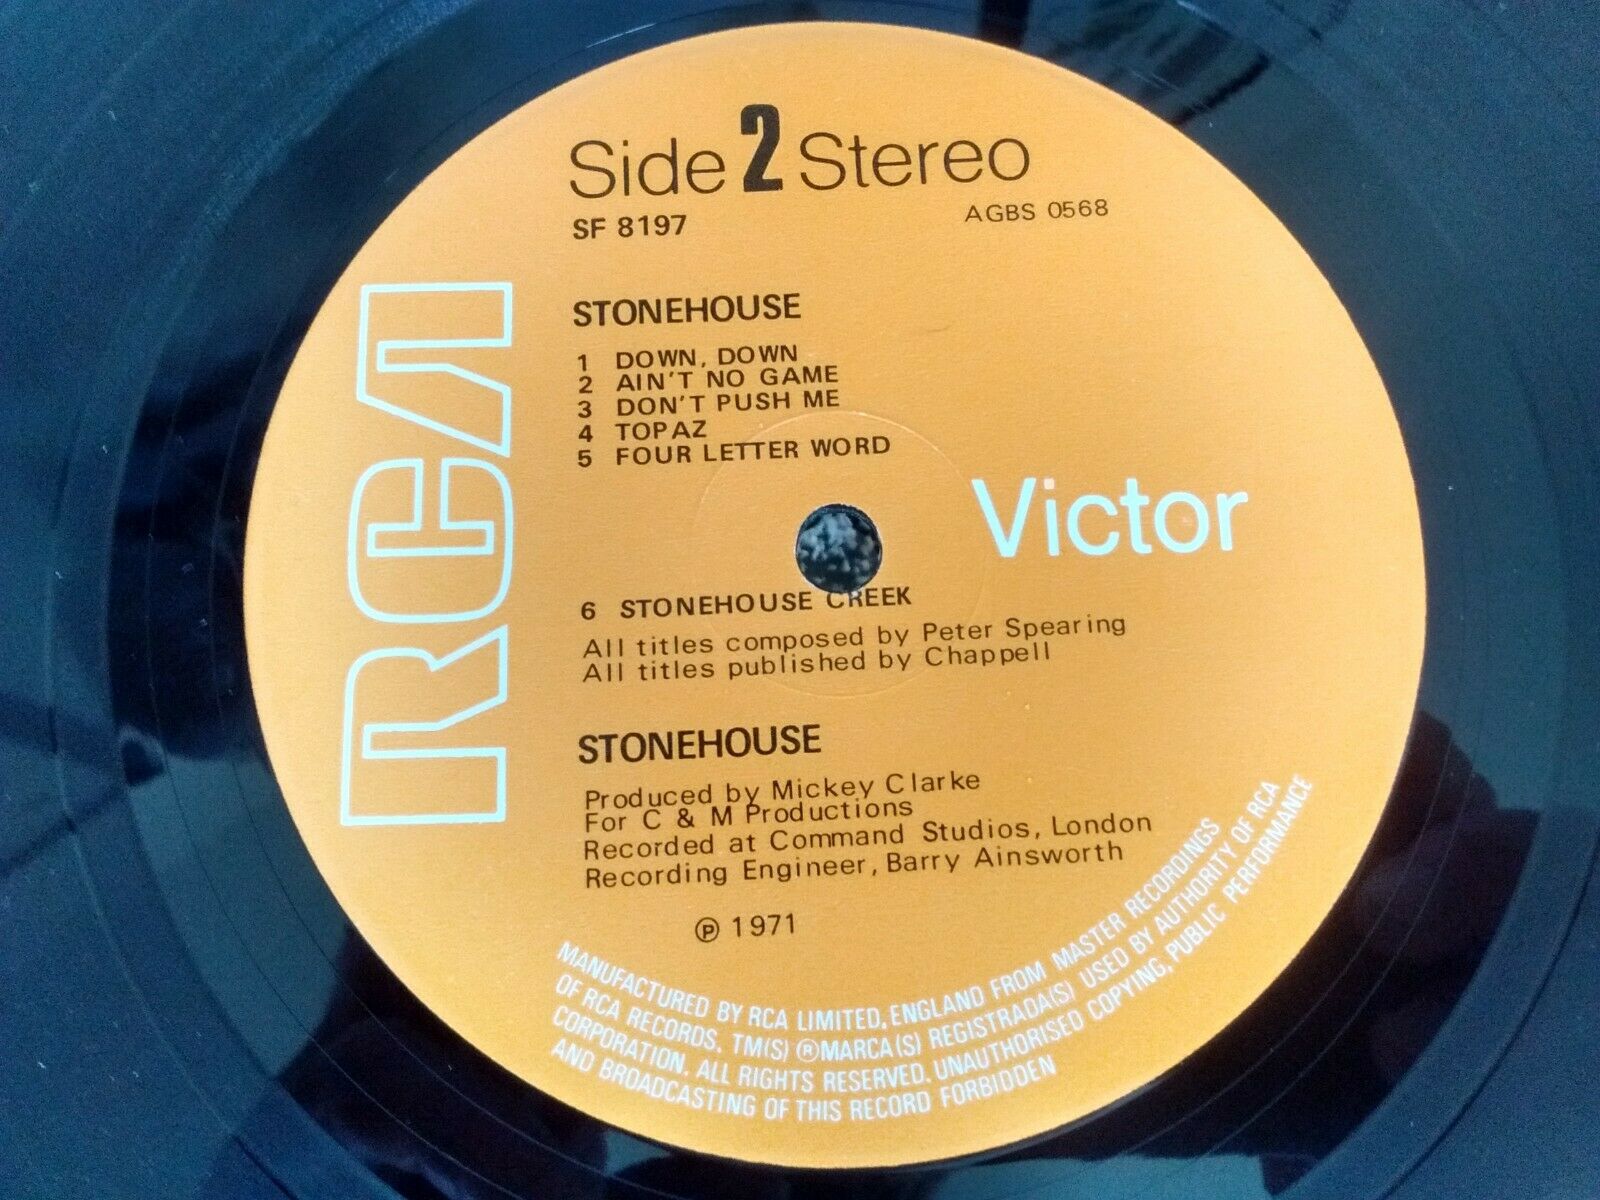 Side 2 Stereo
SF 8197 AGBS 0568
STONEHOUSE
1 DOWN, DOWN
2 AIN'T NO GAME
3 DON'T PUSH ME
4 TOPAZ
5 FOUR LETTER WORD
RCA Victor
6 STONEHOUSE CREEK
All titles composed by Peter Spearing
All titles published by Chappell
STONEHOUSE
Produced by Mickey Clarke
For C & M Productions
Recorded at Command Studios, London
Recording Engineer, Barry Ainsworth
℗ 1971
MANUFACTURED BY RCA LIMITED, ENGLAND FROM MASTER RECORDINGS
OF RCA RECORDS. TM(S) ® MARCA(S) REGISTRADA(S) USED BY AUTHORITY OF RCA
CORPORATION. ALL RIGHTS RESERVED. UNAUTHORISED COPYING, PUBLIC PERFORMANCE
AND BROADCASTING OF THIS RECORD FORBIDDEN